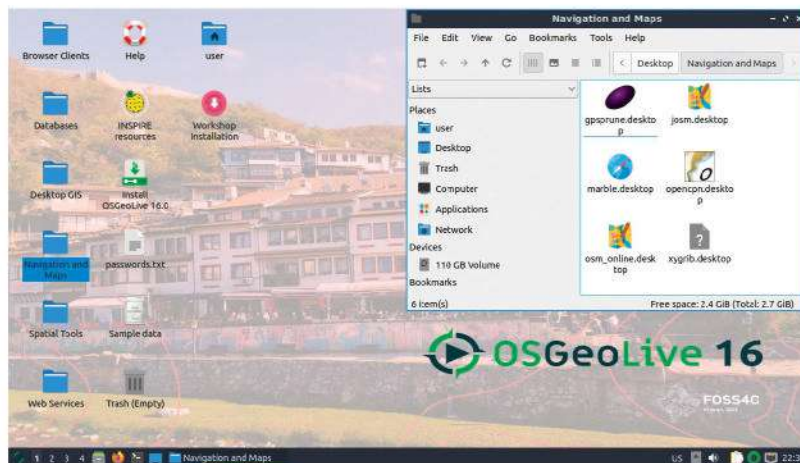 Browser Clients
Help
user
Databases
INSPIRE
resources
Workshop
Installation
Desktop GIS
Install
OSGeoLive 16.0
Navigation and
Maps
passwords.txt
Spatial Tools
Sample data
Web Services
Trash (Empty)
Navigation and Maps
File Edit View Go Bookmarks Tools Help
Desktop Navigation and Maps
Lists
Places
user
Desktop
Trash
Computer
Applications
Network
Devices
110 GB Volume
Bookmarks
gpsprune.deskto
p
josm.desktop
marble.desktop
opencpn.deskto
p
osm_online.desk
top
xygrib.desktop
6 item(s)
Free space: 2.4 GiB (Total: 2.7 GiB)
OSGeoLive 16
FOSS4G
1 2 3 4 Navigation and Maps US